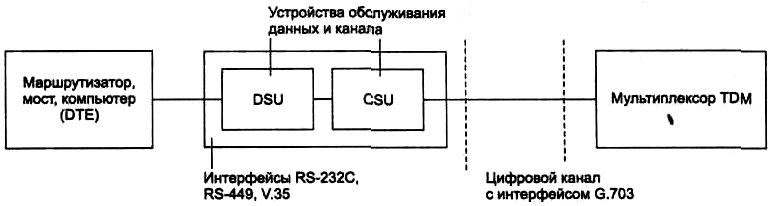 Устройства обслуживания
данных и канала
Маршрутизатор,
мост, компьютер
(DTE)
DSU
CSU
Мультиплексор TDM
Интерфейсы RS-232C,
RS-449, V.35
Цифровой канал
с интерфейсом G.703